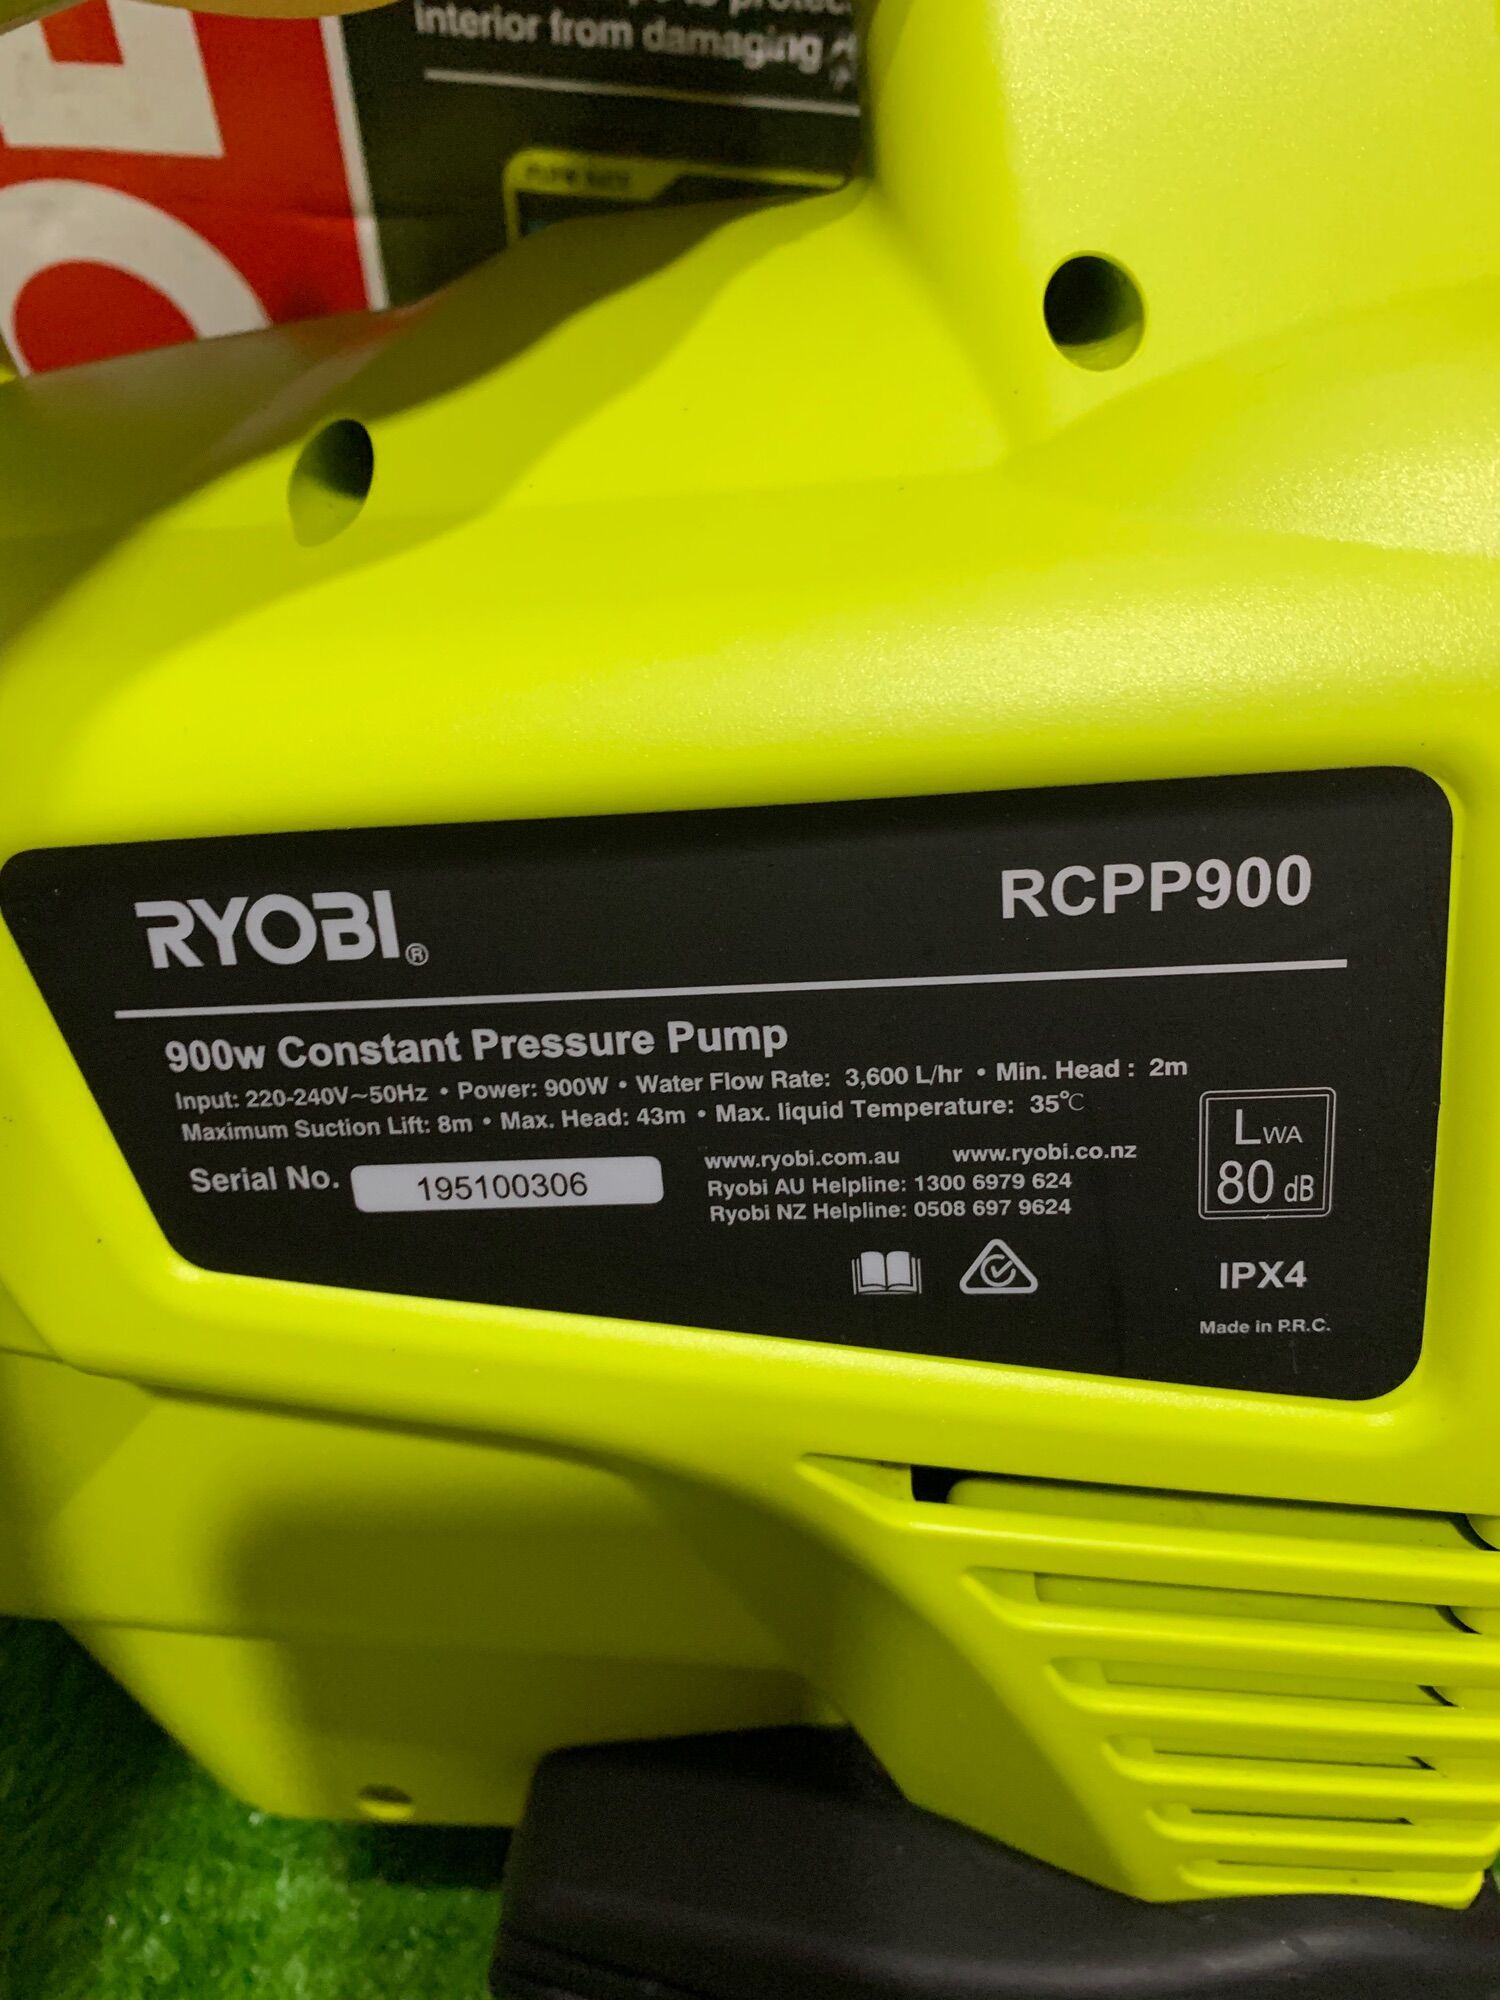 interior from damaging
RYOBI®
RCPP900
900w Constant Pressure Pump
Input: 220-240V~50Hz • Power: 900W • Water Flow Rate: 3,600 L/hr • Min. Head : 2m
Maximum Suction Lift: 8m • Max. Head: 43m • Max. liquid Temperature: 35℃
Serial No. 195100306
www.ryobi.com.au www.ryobi.co.nz
Ryobi AU Helpline: 1300 6979 624
Ryobi NZ Helpline: 0508 697 9624
LWA
80 dB
IPX4
Made in P.R.C.